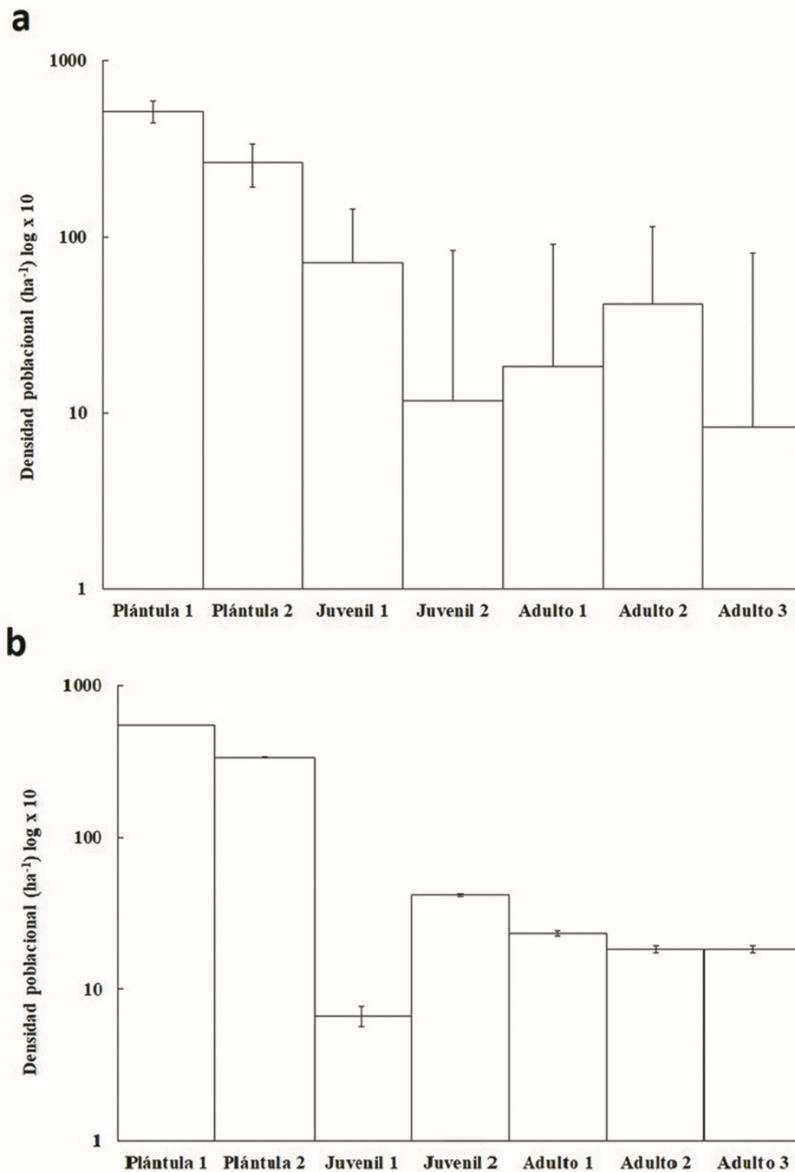 a
Densidad poblacional (ha⁻¹) log x 10
1000
100
10
1
Plántula 1 Plántula 2 Juvenil 1 Juvenil 2 Adulto 1 Adulto 2 Adulto 3
b
Densidad poblacional (ha⁻¹) log x 10
1000
100
10
1
Plántula 1 Plántula 2 Juvenil 1 Juvenil 2 Adulto 1 Adulto 2 Adulto 3